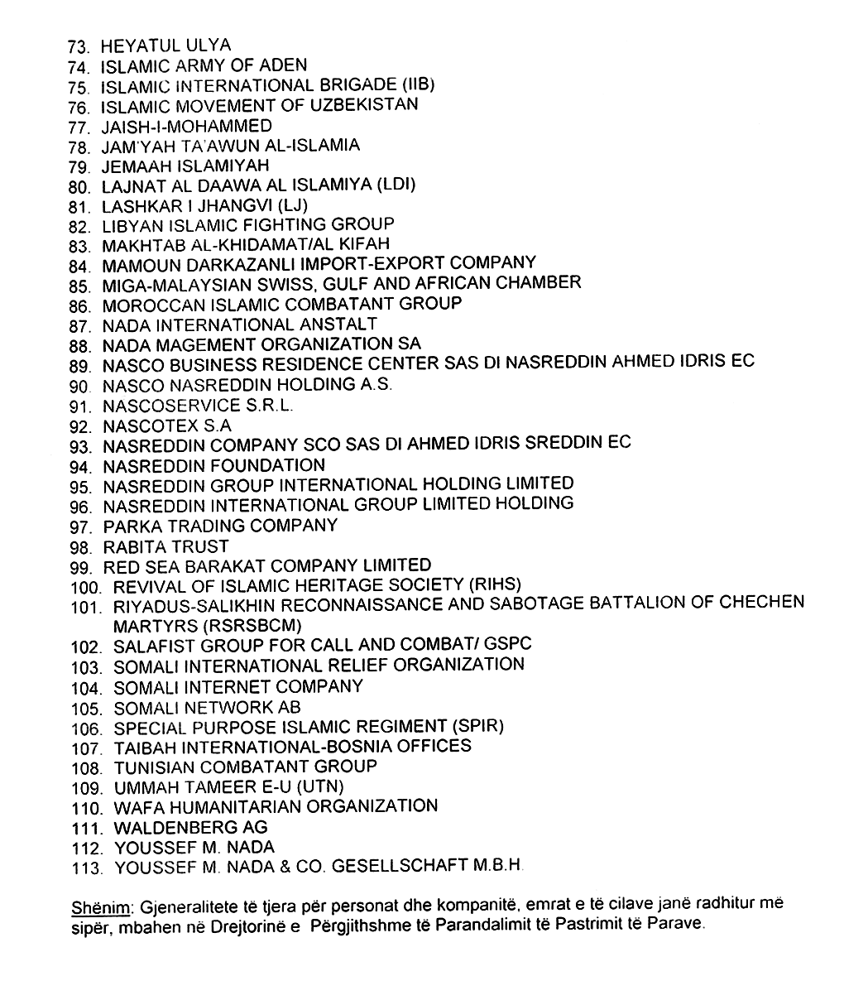 73. HEYATUL ULYA
74. ISLAMIC ARMY OF ADEN
75. ISLAMIC INTERNATIONAL BRIGADE (IIB)
76. ISLAMIC MOVEMENT OF UZBEKISTAN
77. JAISH-I-MOHAMMED
78. JAM'YAH TA'AWUN AL-ISLAMIA
79. JEMAAH ISLAMIYAH
80. LAJNAT AL DAAWA AL ISLAMIYA (LDI)
81. LASHKAR I JHANGVI (LJ)
82. LIBYAN ISLAMIC FIGHTING GROUP
83. MAKHTAB AL-KHIDAMAT/AL KIFAH
84. MAMOUN DARKAZANLI IMPORT-EXPORT COMPANY
85. MIGA-MALAYSIAN SWISS, GULF AND AFRICAN CHAMBER
86. MOROCCAN ISLAMIC COMBATANT GROUP
87. NADA INTERNATIONAL ANSTALT
88. NADA MAGEMENT ORGANIZATION SA
89. NASCO BUSINESS RESIDENCE CENTER SAS DI NASREDDIN AHMED IDRIS EC
90. NASCO NASREDDIN HOLDING A.S.
91. NASCOSERVICE S.R.L.
92. NASCOTEX S.A
93. NASREDDIN COMPANY SCO SAS DI AHMED IDRIS SREDDIN EC
94. NASREDDIN FOUNDATION
95. NASREDDIN GROUP INTERNATIONAL HOLDING LIMITED
96. NASREDDIN INTERNATIONAL GROUP LIMITED HOLDING
97. PARKA TRADING COMPANY
98. RABITA TRUST
99. RED SEA BARAKAT COMPANY LIMITED
100. REVIVAL OF ISLAMIC HERITAGE SOCIETY (RIHS)
101. RIYADUS-SALIKHIN RECONNAISSANCE AND SABOTAGE BATTALION OF CHECHEN
MARTYRS (RSRSBCM)
102. SALAFIST GROUP FOR CALL AND COMBAT/ GSPC
103. SOMALI INTERNATIONAL RELIEF ORGANIZATION
104. SOMALI INTERNET COMPANY
105. SOMALI NETWORK AB
106. SPECIAL PURPOSE ISLAMIC REGIMENT (SPIR)
107. TAIBAH INTERNATIONAL-BOSNIA OFFICES
108. TUNISIAN COMBATANT GROUP
109. UMMAH TAMEER E-U (UTN)
110. WAFA HUMANITARIAN ORGANIZATION
111. WALDENBERG AG
112. YOUSSEF M. NADA
113. YOUSSEF M. NADA & CO. GESELLSCHAFT M.B.H.
Shënim: Gjeneralitete të tjera për personat dhe kompanitë, emrat e të cilave janë radhitur më
sipër, mbahen në Drejtorinë e Përgjithshme të Parandalimit të Pastrimit të Parave.